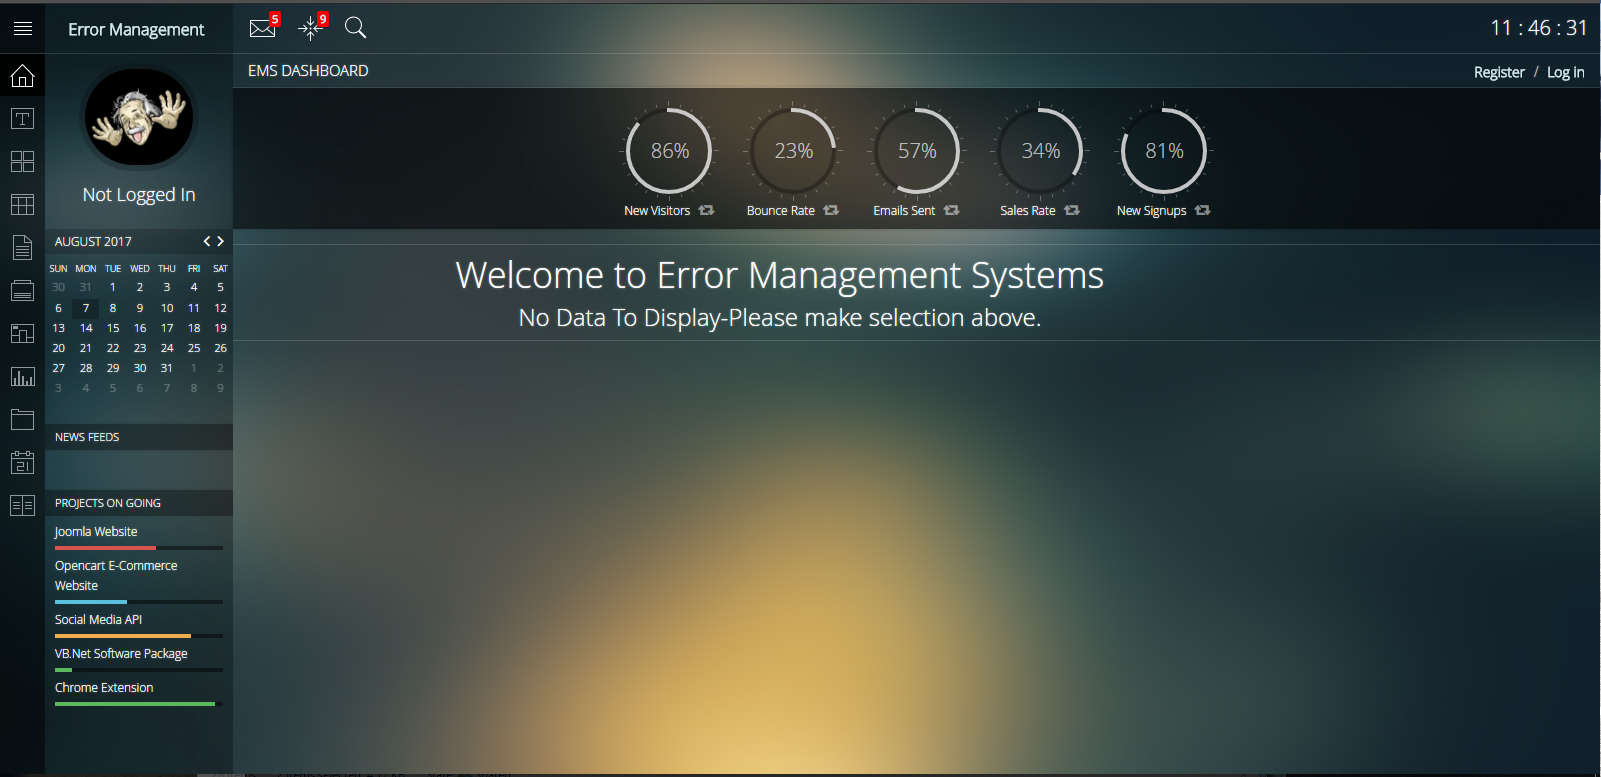 Error Management
5
9
11 : 46 : 31
EMS DASHBOARD
Register / Log in
86%
23%
57%
34%
81%
New Visitors
Bounce Rate
Emails Sent
Sales Rate
New Signups
Not Logged In
AUGUST 2017
SUN MON TUE WED THU FRI SAT
30 31 1 2 3 4 5
6 7 8 9 10 11 12
13 14 15 16 17 18 19
20 21 22 23 24 25 26
27 28 29 30 31 1 2
3 4 5 6 7 8 9
Welcome to Error Management Systems
No Data To Display-Please make selection above.
NEWS FEEDS
21
PROJECTS ON GOING
Joomla Website
Opencart E-Commerce
Website
Social Media API
VB.Net Software Package
Chrome Extension